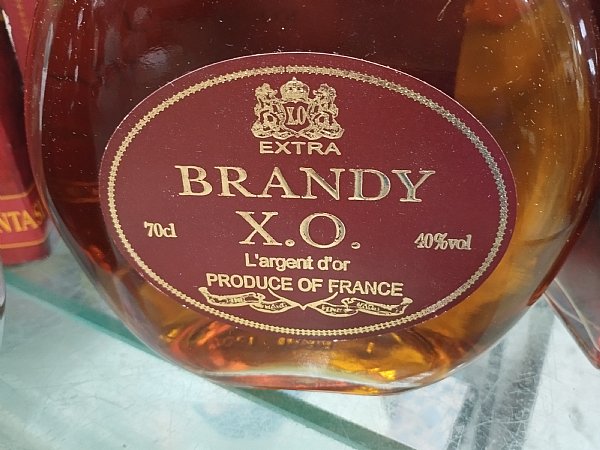 X.O
EXTRA
BRANDY
X.O.
70cl
40%vol
L'argent d'or
PRODUCE OF FRANCE